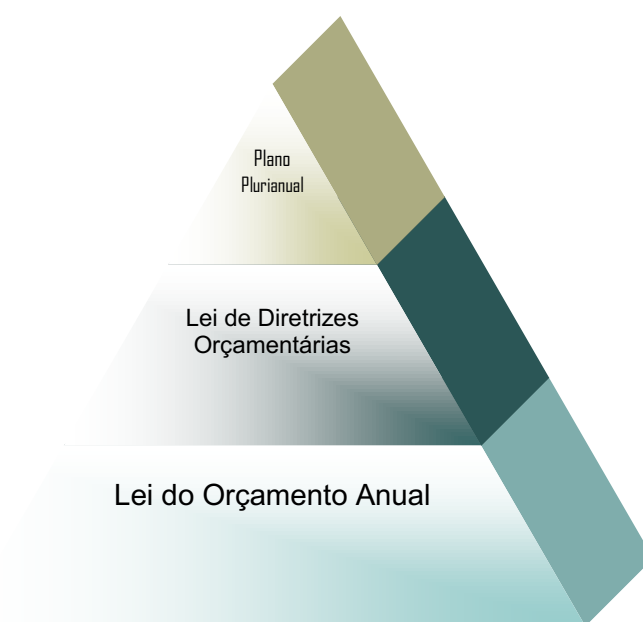 Plano
Plurianual
Lei de Diretrizes
Orçamentárias
Lei do Orçamento Anual